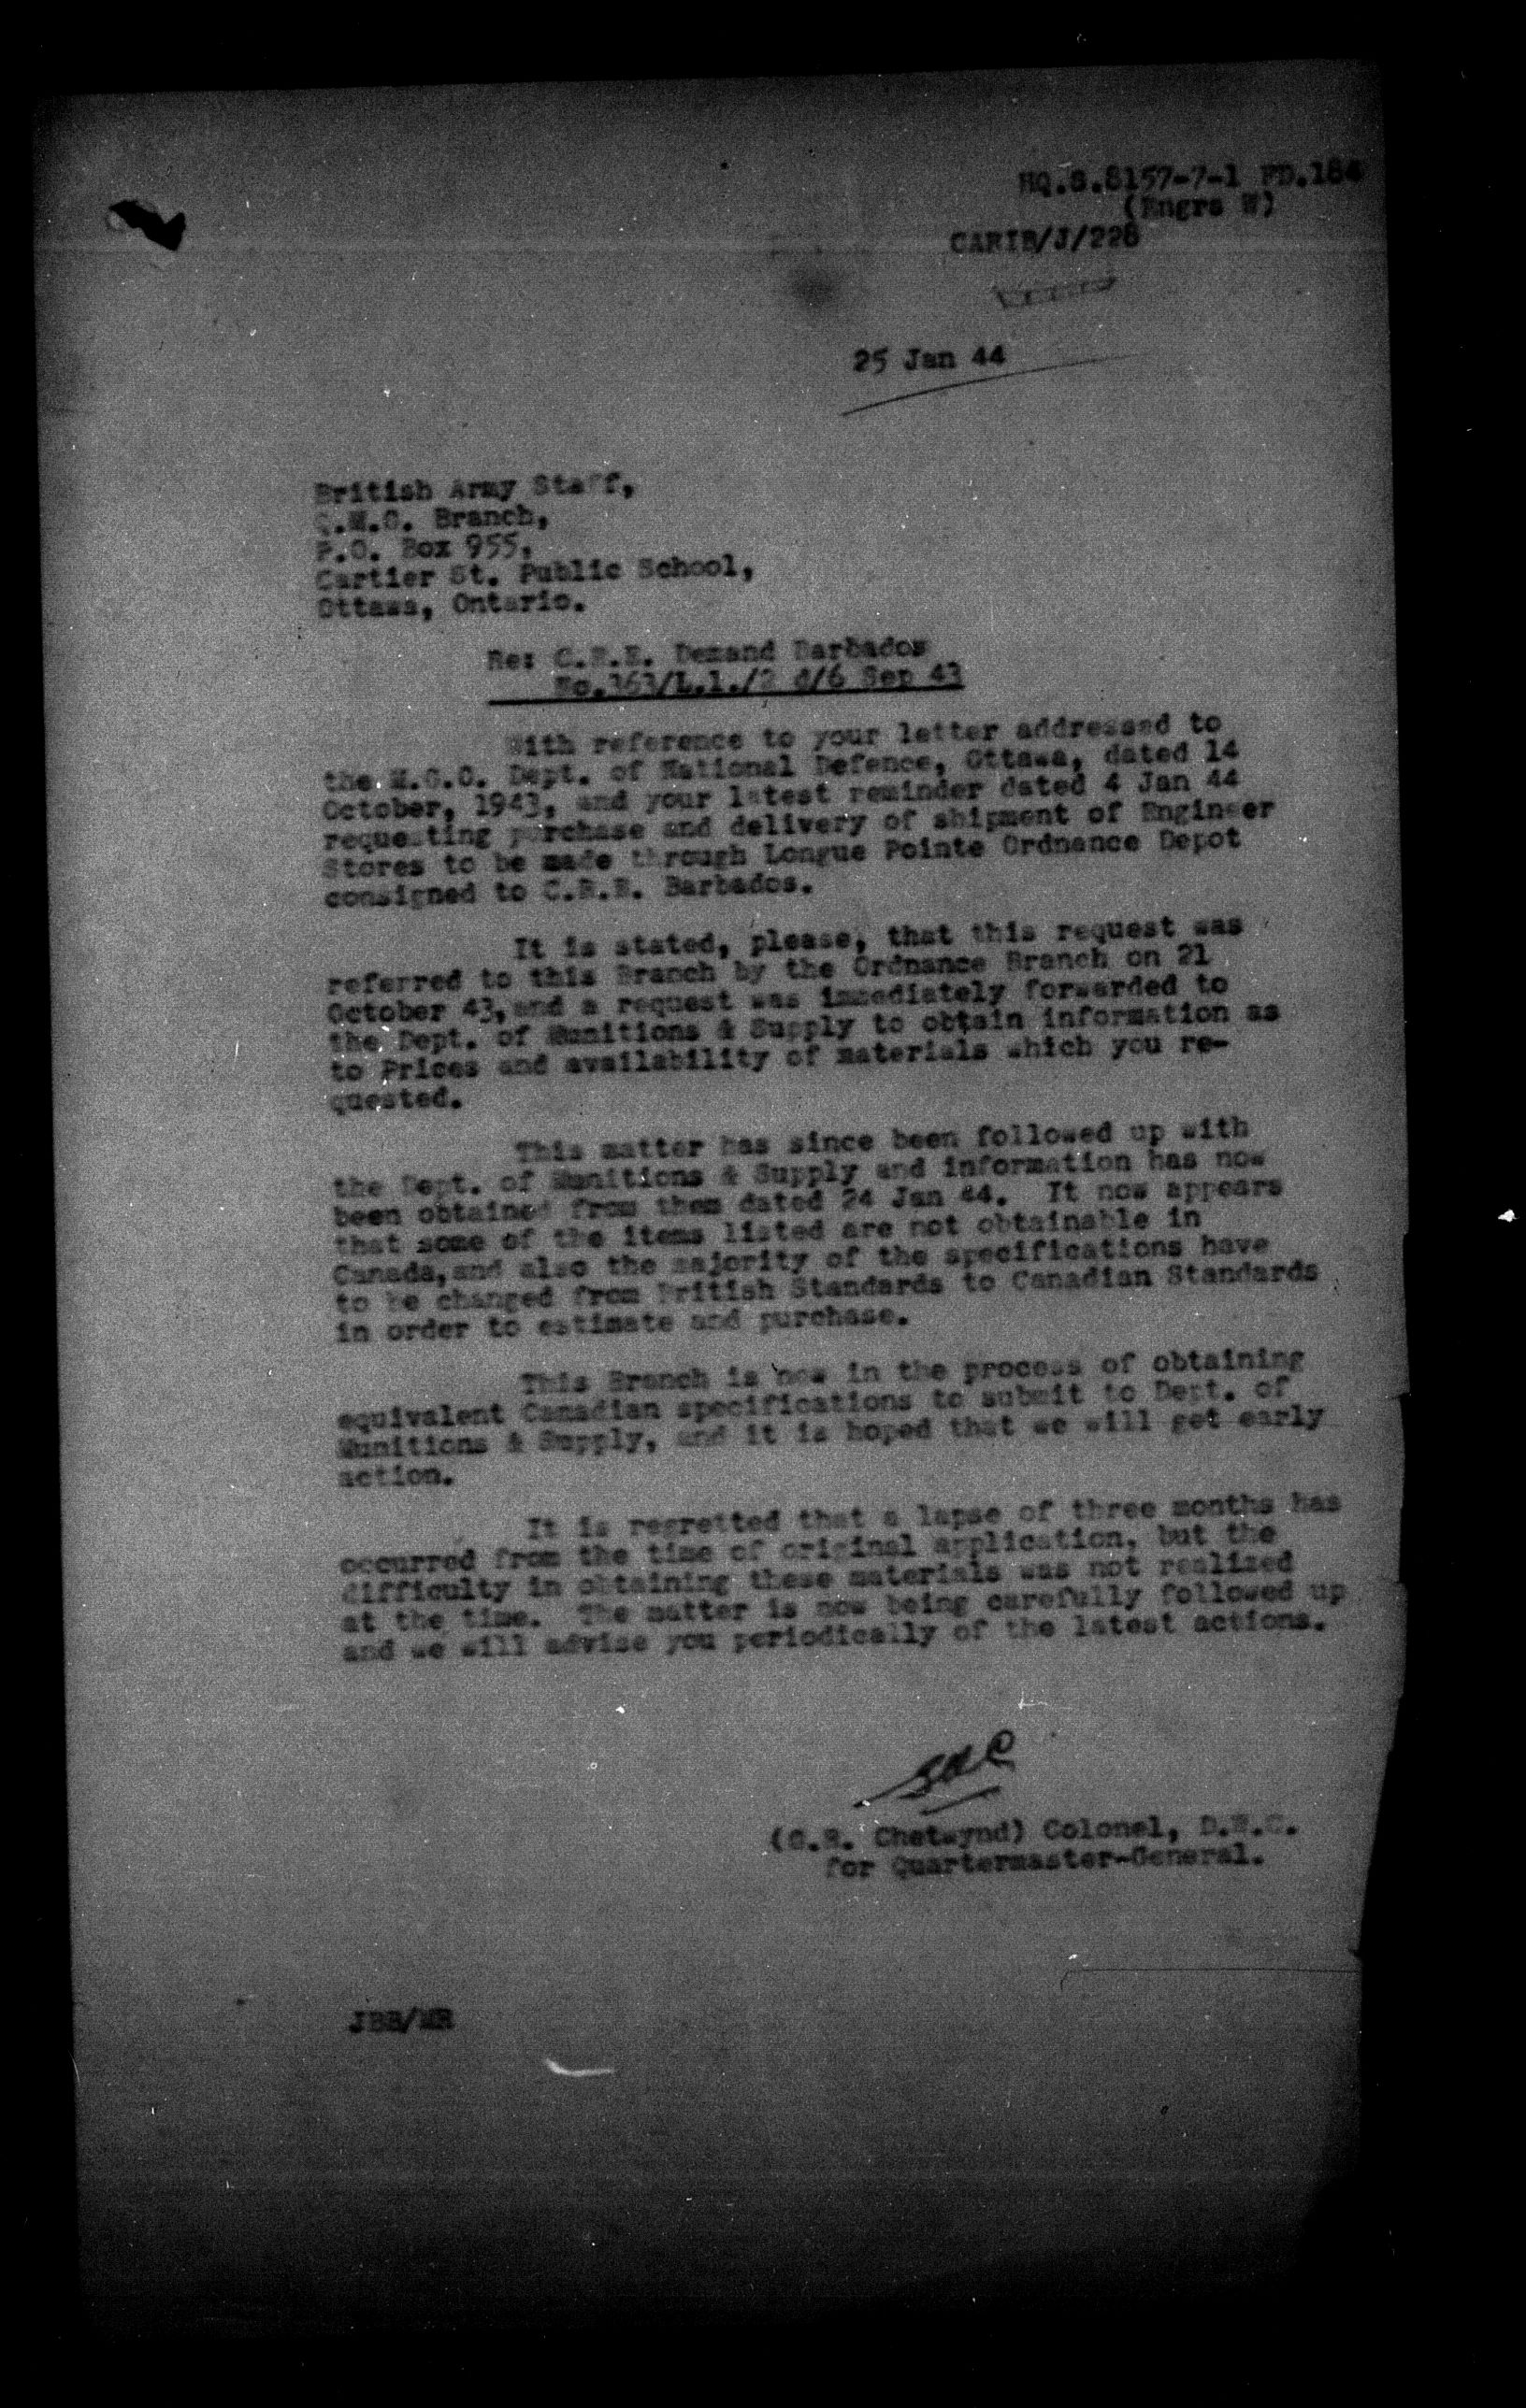 HQ.S.8157-7-1 FD.184
(Engrs W)
CARIB/J/228
25 Jan 44
British Army Staff,
Q.M.G. Branch,
P.O. Box 955,
Cartier St. Public School,
Ottawa, Ontario.
Re: C.R.E. Demand Barbados
No.363/L.1./2 d/6 Sep 43
With reference to your letter addressed to
the M.G.O. Dept. of National Defence, Ottawa, dated 14
October, 1943, and your latest reminder dated 4 Jan 44
requesting purchase and delivery of shipment of Engineer
Stores to be made through Longue Pointe Ordnance Depot
consigned to C.R.E. Barbados.
It is stated, please, that this request was
referred to this Branch by the Ordnance Branch on 21
October 43, and a request was immediately forwarded to
the Dept. of Munitions & Supply to obtain information as
to Prices and availability of materials which you re-
quested.
This matter has since been followed up with
the Dept. of Munitions & Supply and information has now
been obtained from them dated 24 Jan 44. It now appears
that some of the items listed are not obtainable in
Canada, and also the majority of the specifications have
to be changed from British Standards to Canadian Standards
in order to estimate and purchase.
This Branch is now in the process of obtaining
equivalent Canadian specifications to submit to Dept. of
Munitions & Supply, and it is hoped that we will get early
action.
It is regretted that a lapse of three months has
occurred from the time of original application, but the
difficulty in obtaining these materials was not realized
at the time. The matter is now being carefully followed up
and we will advise you periodically of the latest actions.
(G.R. Chetwynd) Colonel, D.W.C.
for Quartermaster-General.
JBB/MR